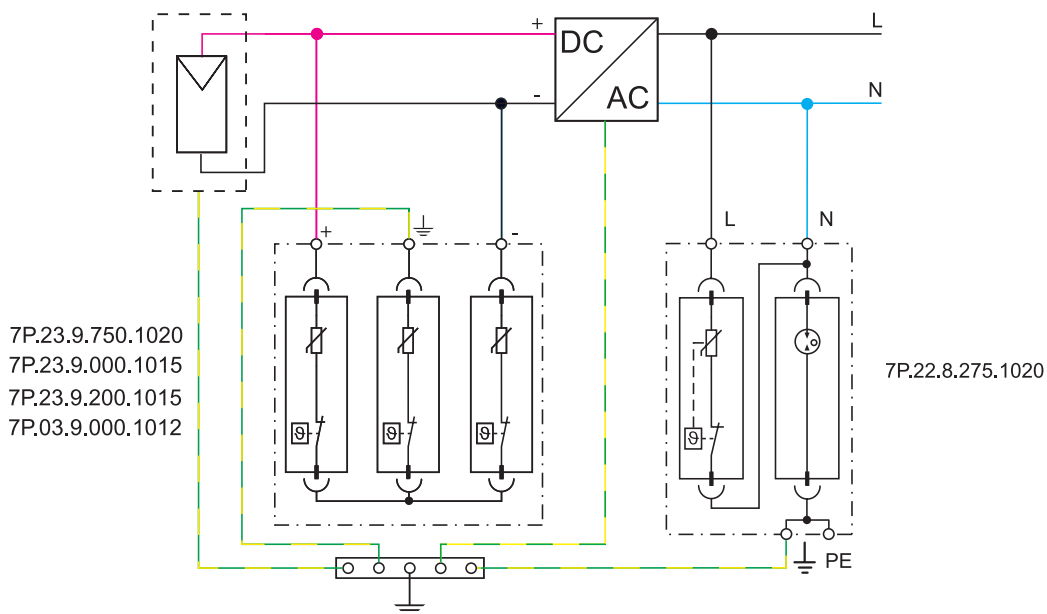 +
DC
L
-
AC
N
L
N
+
-
7P.23.9.750.1020
7P.23.9.000.1015
7P.23.9.200.1015
7P.03.9.000.1012
7P.22.8.275.1020
ϑ
ϑ
ϑ
ϑ
PE